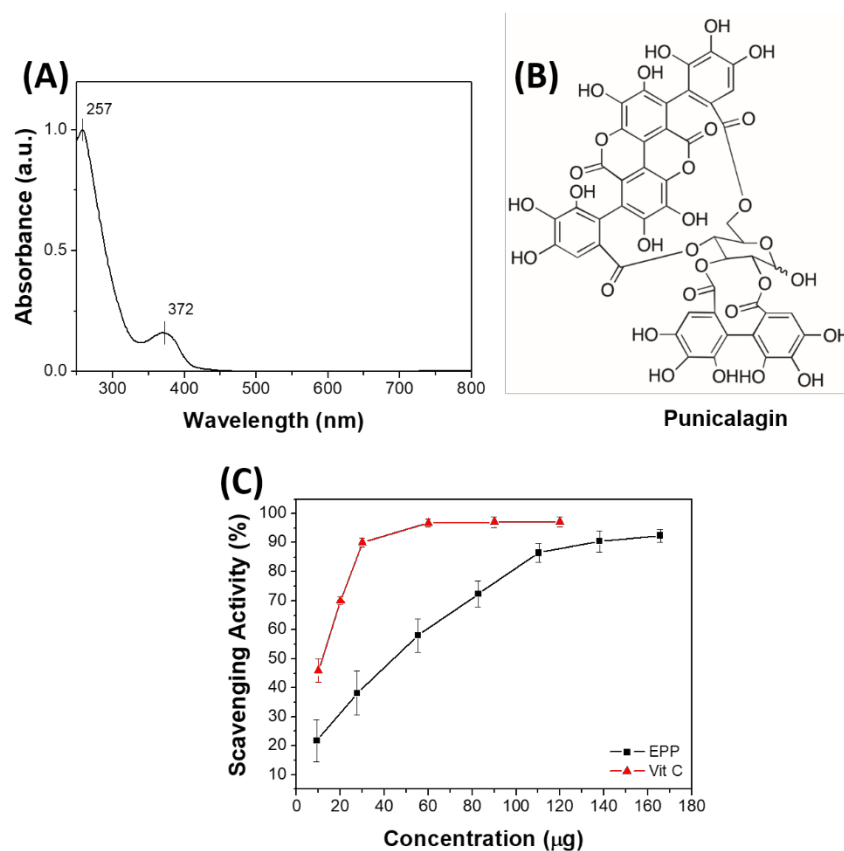 (A)
257
372
1.0
0.5
0.0
Absorbance (a.u.)
300 400 500 600 700 800
Wavelength (nm)
(B)
OH
HO OH
OH
HO
HO
O
O O
O
O
O
OH
HO
OH
HO
OH
OH
O
O
O
O
O
OH
O
O
O
HO
HO
OH
OH
HHO
OH
OH
Punicalagin
(C)
100
90
80
70
60
50
40
30
20
10
Scavenging Activity (%)
EPP
Vit C
0 20 40 60 80 100 120 140 160 180
Concentration (μg)